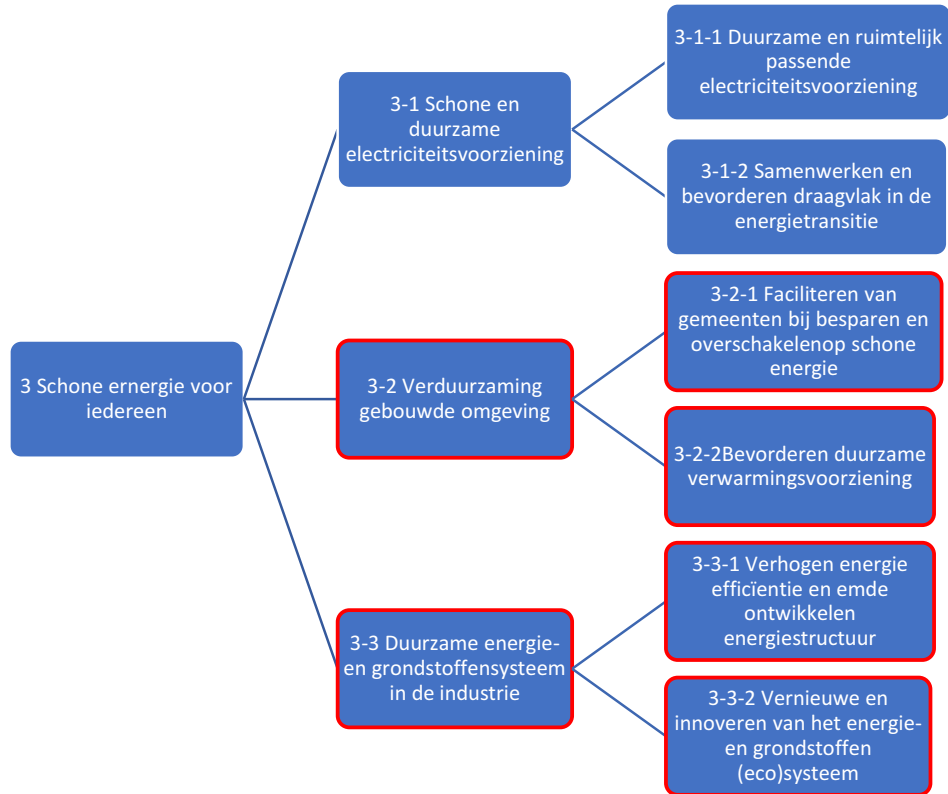 3 Schone ernergie voor
iedereen
3-1 Schone en
duurzame
electriciteitsvoorziening
3-1-1 Duurzame en ruimtelijk
passende
electriciteitsvoorziening
3-1-2 Samenwerken en
bevorderen draagvlak in de
energietransitie
3-2 Verduurzaming
gebouwde omgeving
3-2-1 Faciliteren van
gemeenten bij besparen en
overschakelenop schone
energie
3-2-2Bevorderen duurzame
verwarmingsvoorziening
3-3 Duurzame energie-
en grondstoffensysteem
in de industrie
3-3-1 Verhogen energie
efficïentie en emde
ontwikkelen
energiestructuur
3-3-2 Vernieuwe en
innoveren van het energie-
en grondstoffen
(eco)systeem